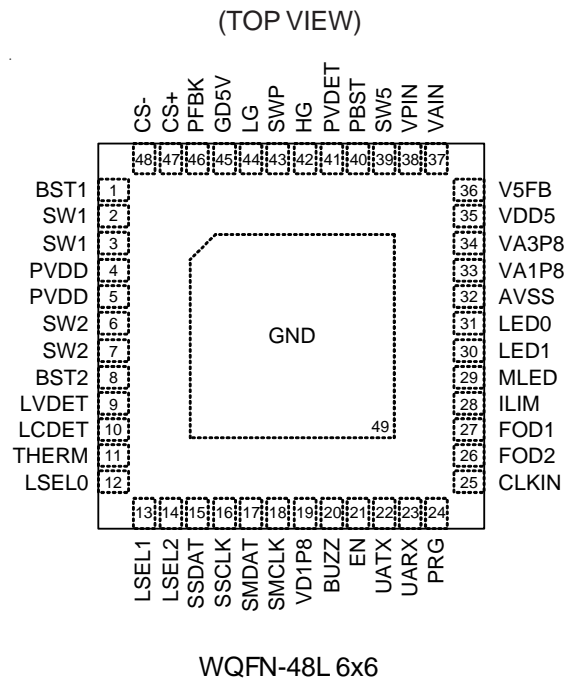 (TOP VIEW)
CS-
CS+
PFBK
GD5V
LG
SWP
HG
PVDET
PBST
SW5
VPIN
VAIN
48 47 46 45 44 43 42 41 40 39 38 37
BST1 1
SW1 2
SW1 3
PVDD 4
PVDD 5
SW2 6
SW2 7
BST2 8
LVDET 9
LCDET 10
THERM 11
LSEL0 12
GND
49
36 V5FB
35 VDD5
34 VA3P8
33 VA1P8
32 AVSS
31 LED0
30 LED1
29 MLED
28 ILIM
27 FOD1
26 FOD2
25 CLKIN
13 14 15 16 17 18 19 20 21 22 23 24
LSEL1
LSEL2
SSDAT
SSCLK
SMDAT
SMCLK
VD1P8
BUZZ
EN
UATX
UARX
PRG
WQFN-48L 6x6